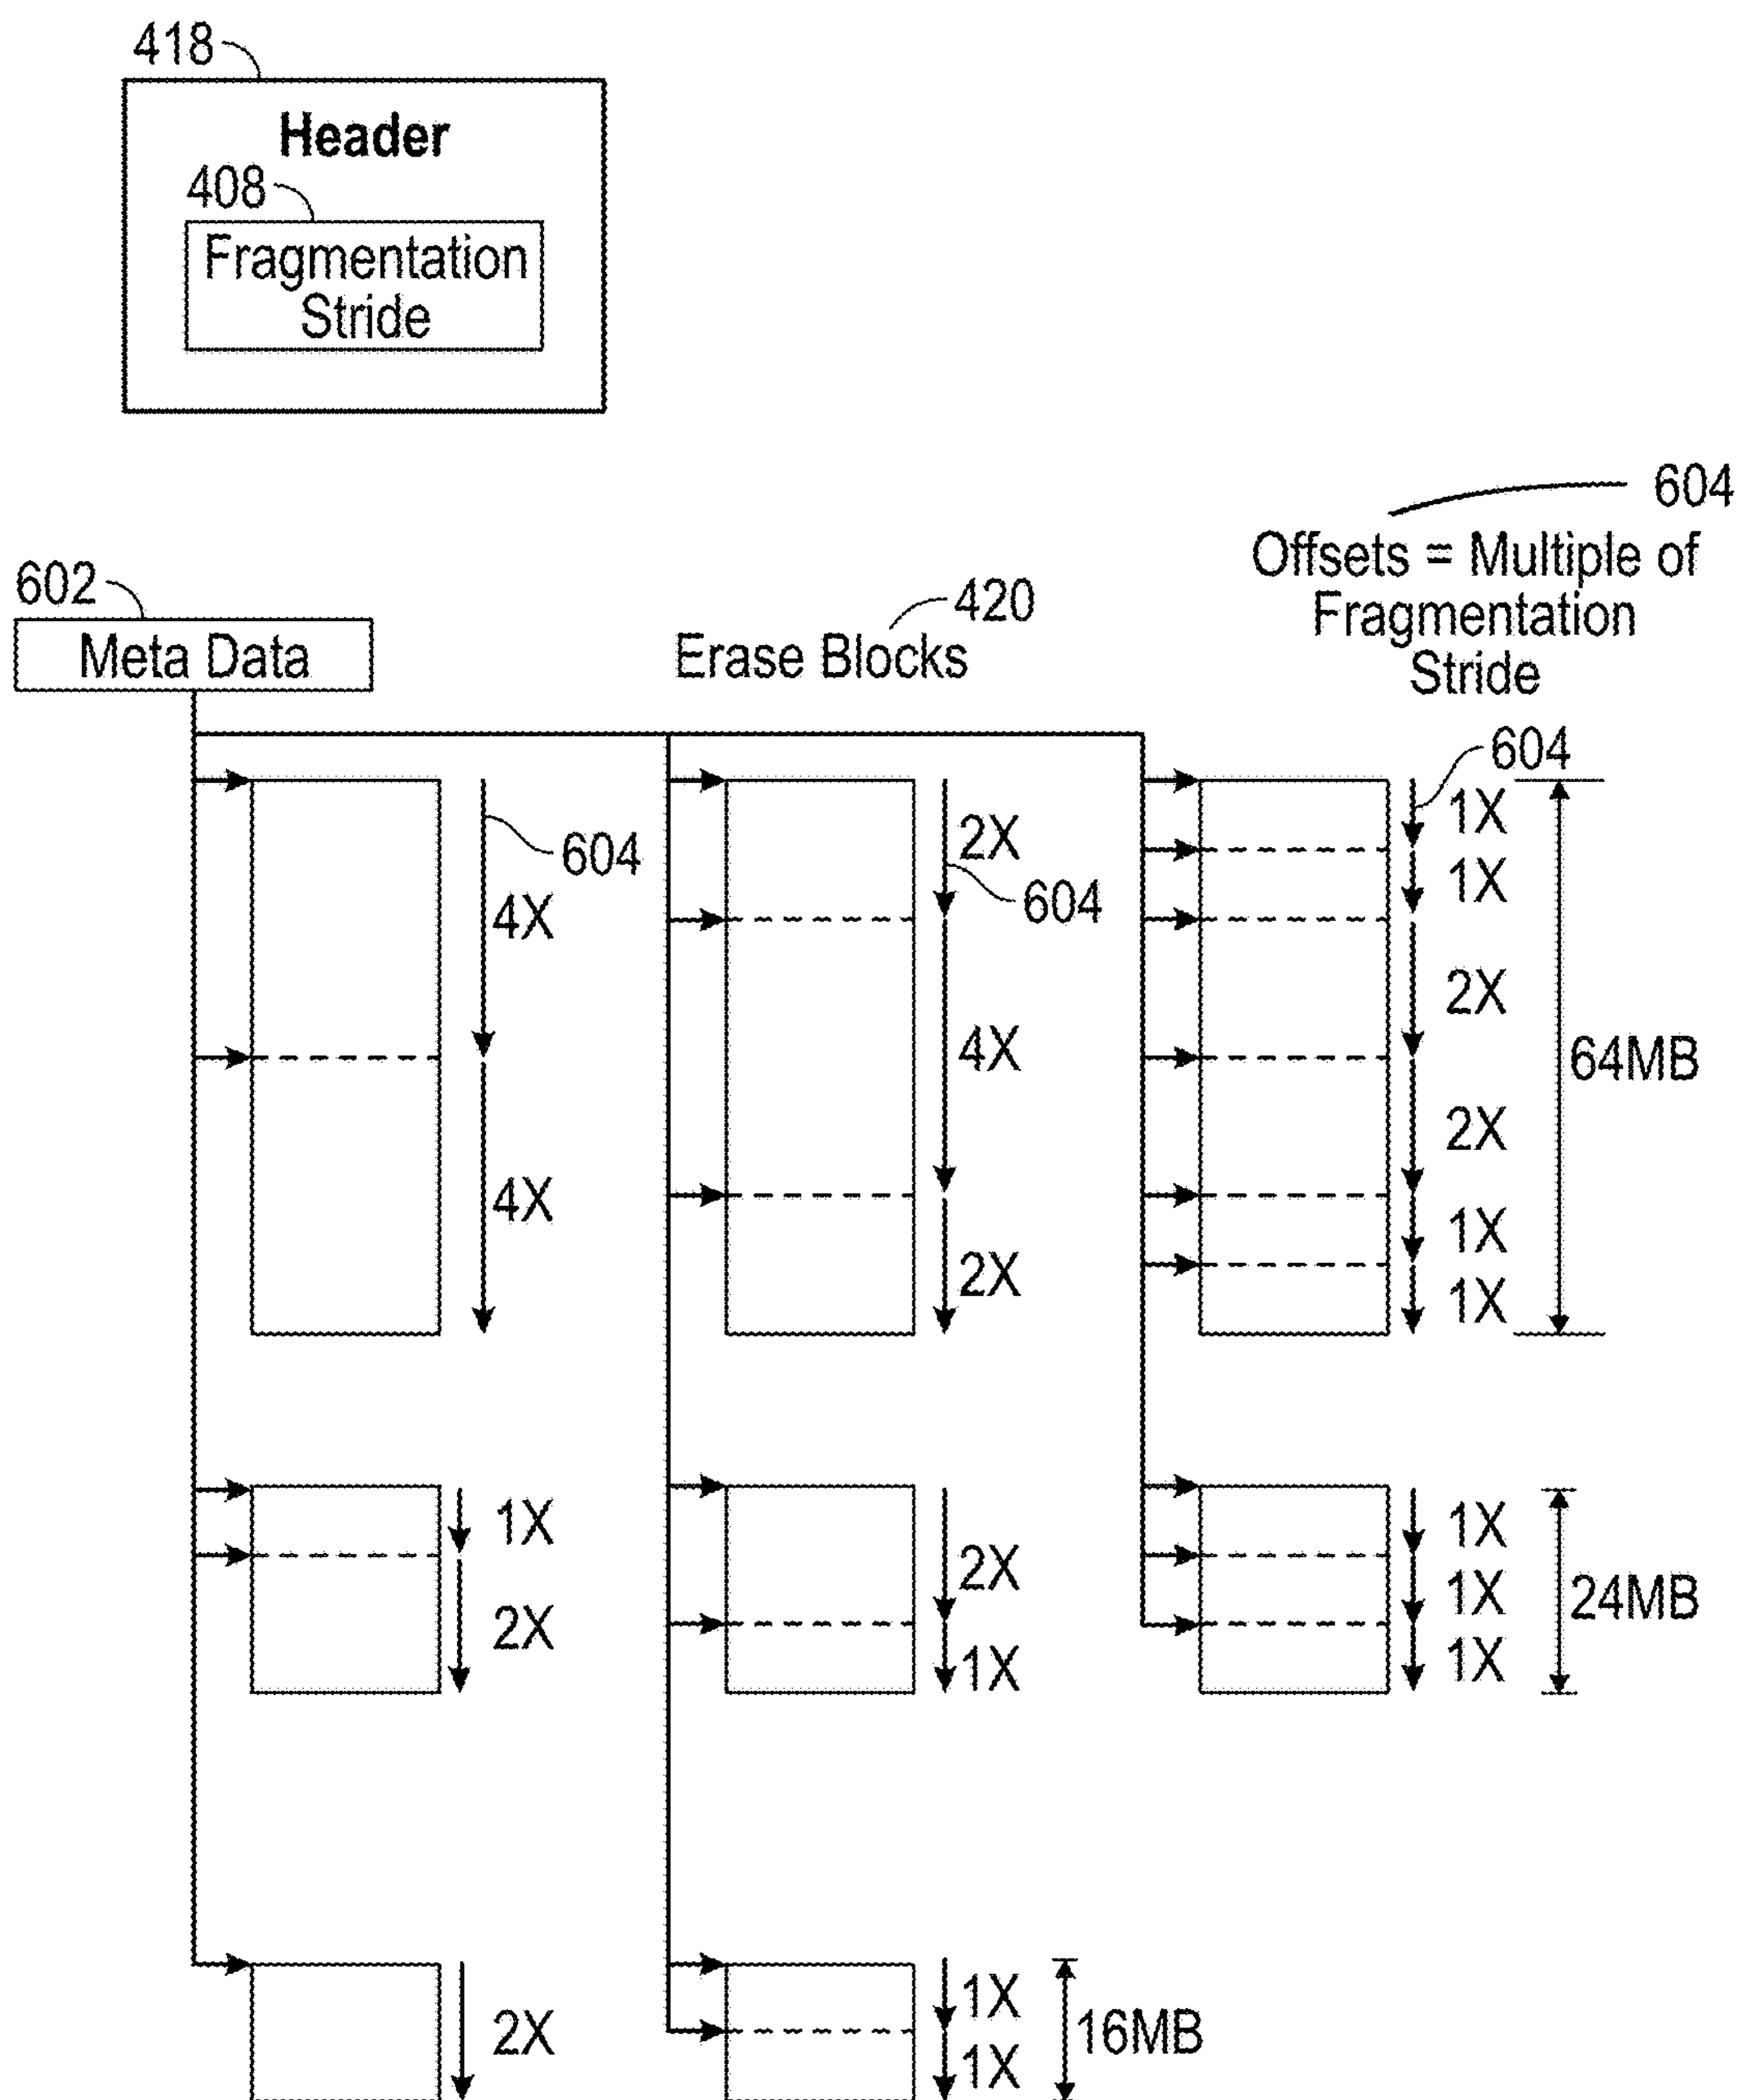 418
Header
408
Fragmentation
Stride
604
Offsets = Multiple of
Fragmentation
Stride
602
Meta Data
420
Erase Blocks
604
4X
4X
2X
604
4X
2X
604
1X
1X
2X
2X
1X
1X
64MB
1X
2X
2X
1X
1X
1X
1X
24MB
2X
1X
1X
16MB